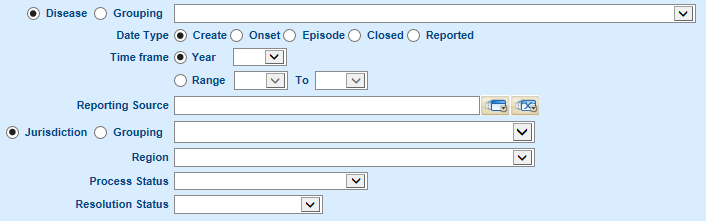 Disease Grouping
Date Type Create Onset Episode Closed Reported
Time frame Year
Range To
Reporting Source
Jurisdiction Grouping
Region
Process Status
Resolution Status